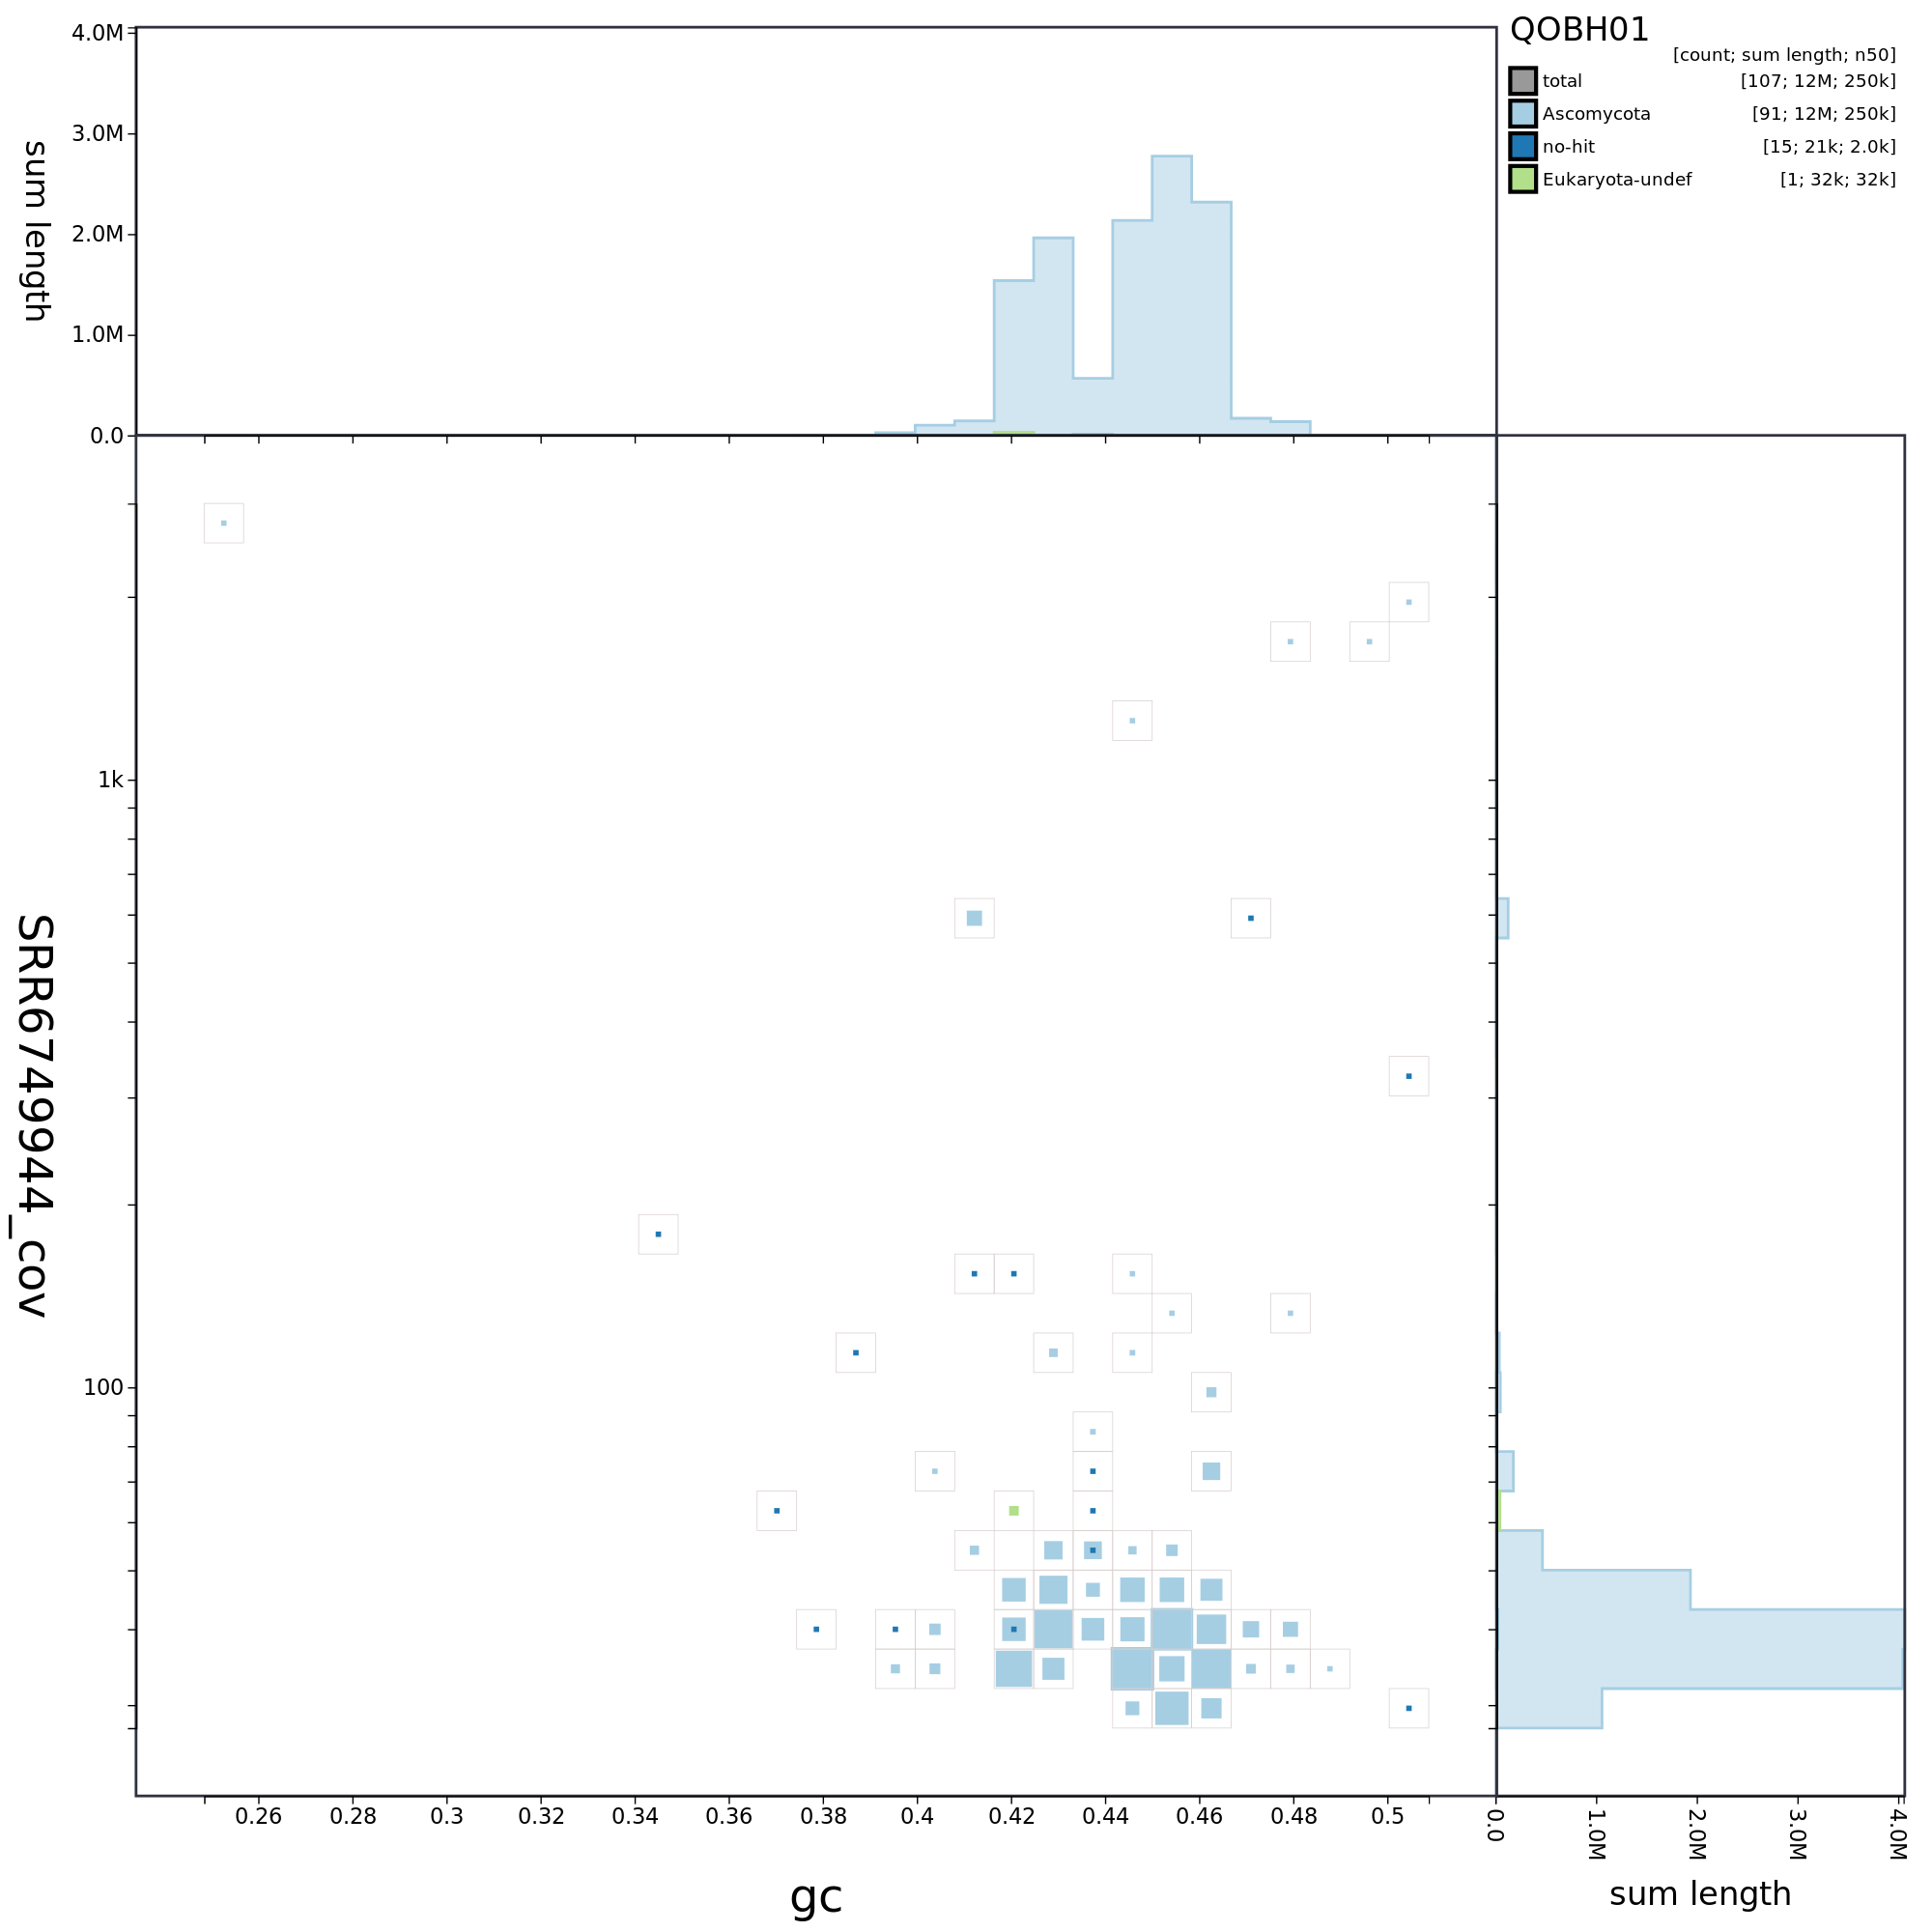 QOBH01
[count; sum length; n50]
total [107; 12M; 250k]
Ascomycota [91; 12M; 250k]
no-hit [15; 21k; 2.0k]
Eukaryota-undef [1; 32k; 32k]
4.0M
3.0M
2.0M
1.0M
0.0
sum length
1k
100
SRR6749944_cov
0.26 0.28 0.3 0.32 0.34 0.36 0.38 0.4 0.42 0.44 0.46 0.48 0.5
gc
0.0 1.0M 2.0M 3.0M 4.0M
sum length